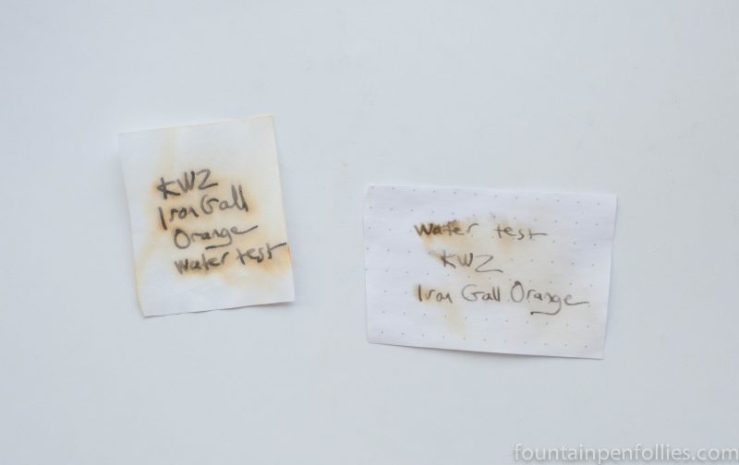 KWZ
Iron Gall
Orange
water test
water test
KWZ
Iron Gall Orange
fountainpenfollies.com